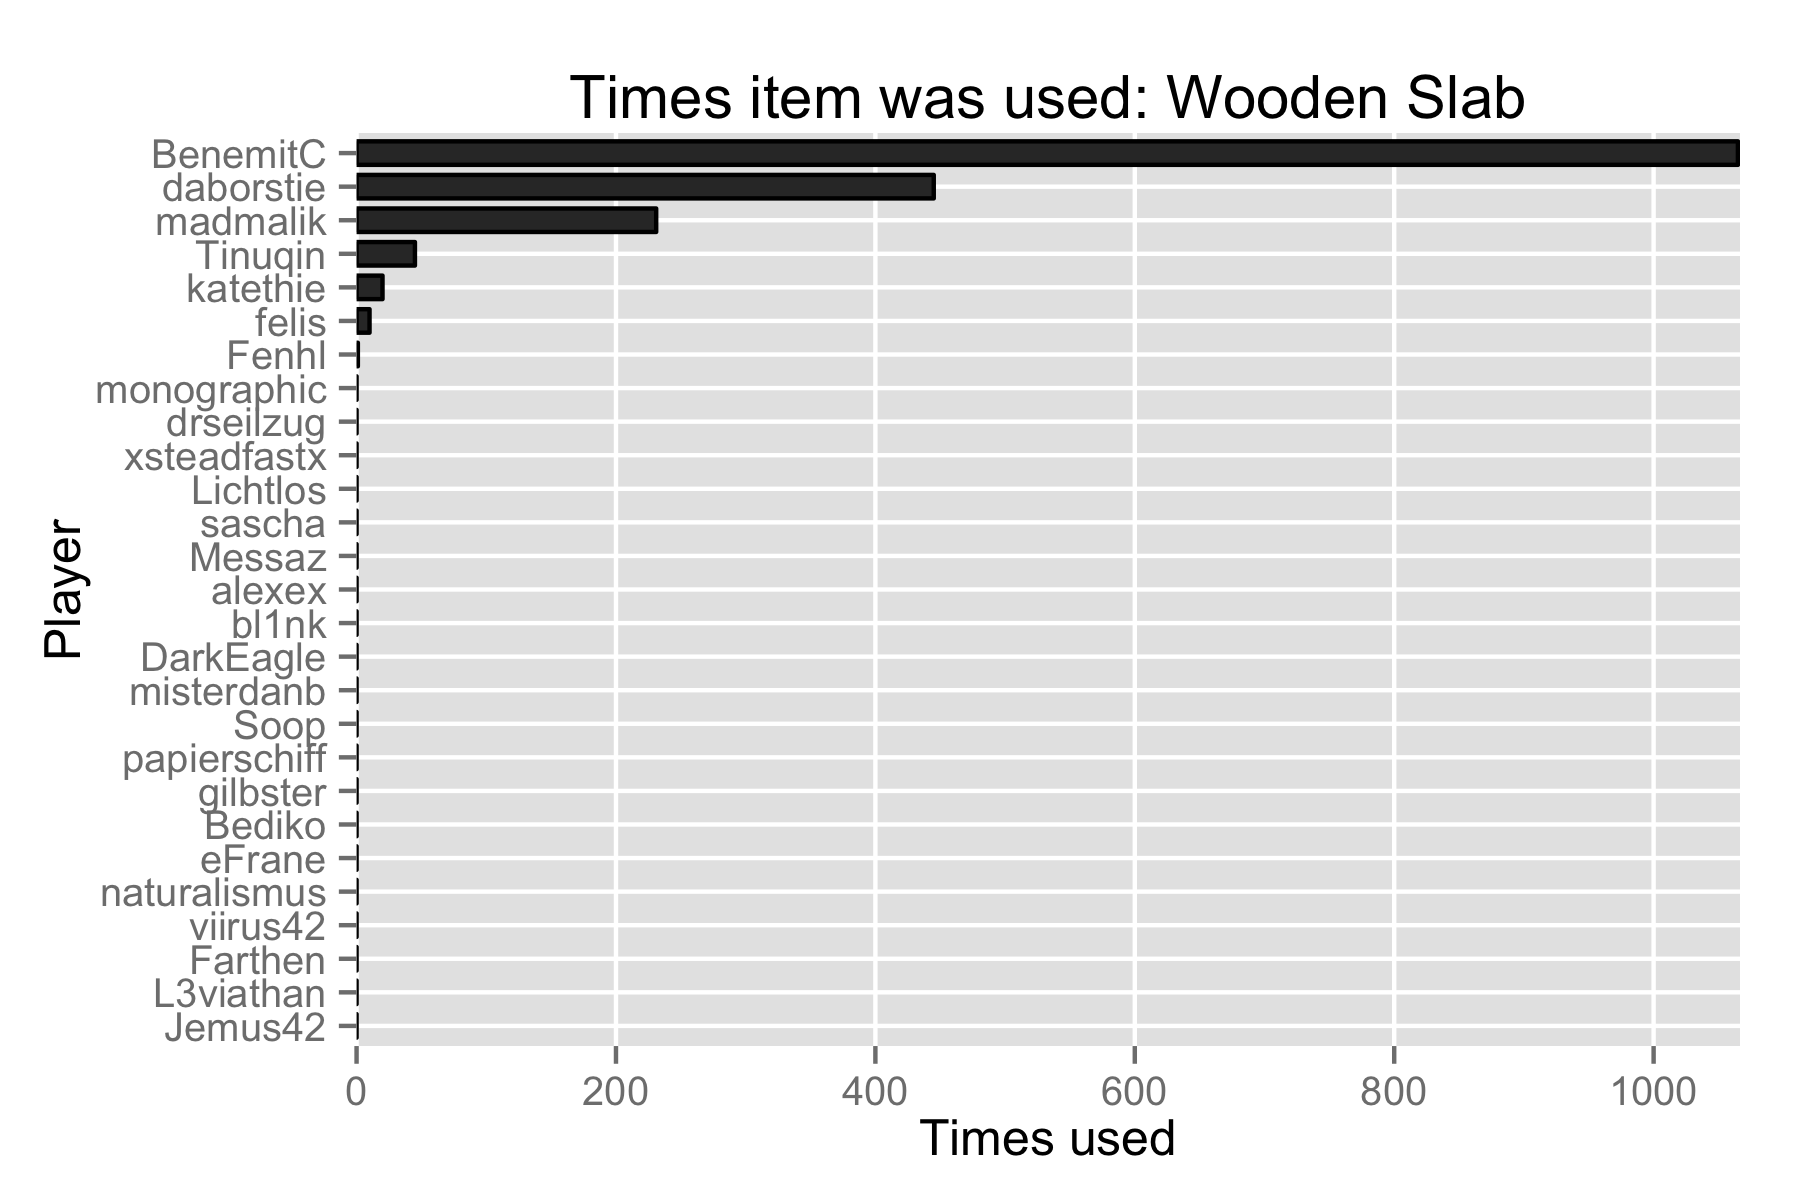 Times item was used: Wooden Slab
BenemitC
daborstie
madmalik
Tinuqin
katethie
felis
Fenhl
monographic
drseilzug
xsteadfastx
Lichtlos
sascha
Messaz
alexex
bl1nk
DarkEagle
misterdanb
Soop
papierschiff
gilbster
Bediko
eFrane
naturalismus
viirus42
Farthen
L3viathan
Jemus42
Player
0 200 400 600 800 1000
Times used